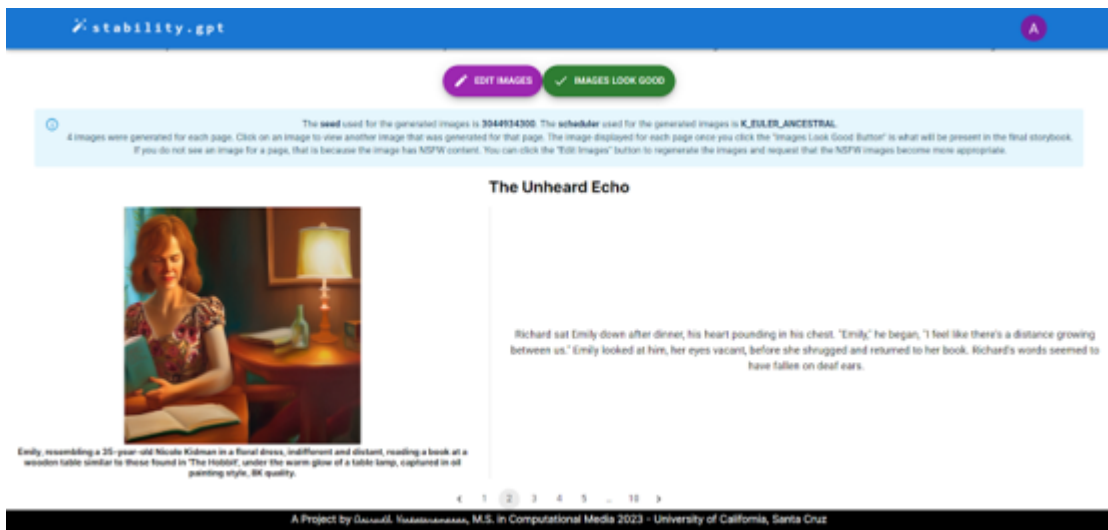 stability.gpt
A
EDIT IMAGES
IMAGES LOOK GOOD
The seed used for the generated images is 3044934300. The scheduler used for the generated images is K_EULER_ANCESTRAL.
4 images were generated for each page. Click on an image to view another image that was generated for that page. The image displayed for each page once you click the "Images Look Good Button" is what will be present in the final storybook.
If you do not see an image for a page, that is because the image has NSFW content. You can click the "Edit Images" button to regenerate the images and request that the NSFW images become more appropriate.
The Unheard Echo
Emily, resembling a 35-year-old Nicole Kidman in a floral dress, indifferent and distant, reading a book at a
wooden table similar to those found in 'The Hobbit', under the warm glow of a table lamp, captured in oil
painting style, 8K quality.
Richard sat Emily down after dinner, his heart pounding in his chest. "Emily," he began, "I feel like there's a distance growing
between us." Emily looked at him, her eyes vacant, before she shrugged and returned to her book. Richard's words seemed to
have fallen on deaf ears.
‹ 1 2 3 4 5 ... 10 ›
A Project by M.S. in Computational Media 2023 - University of California, Santa Cruz